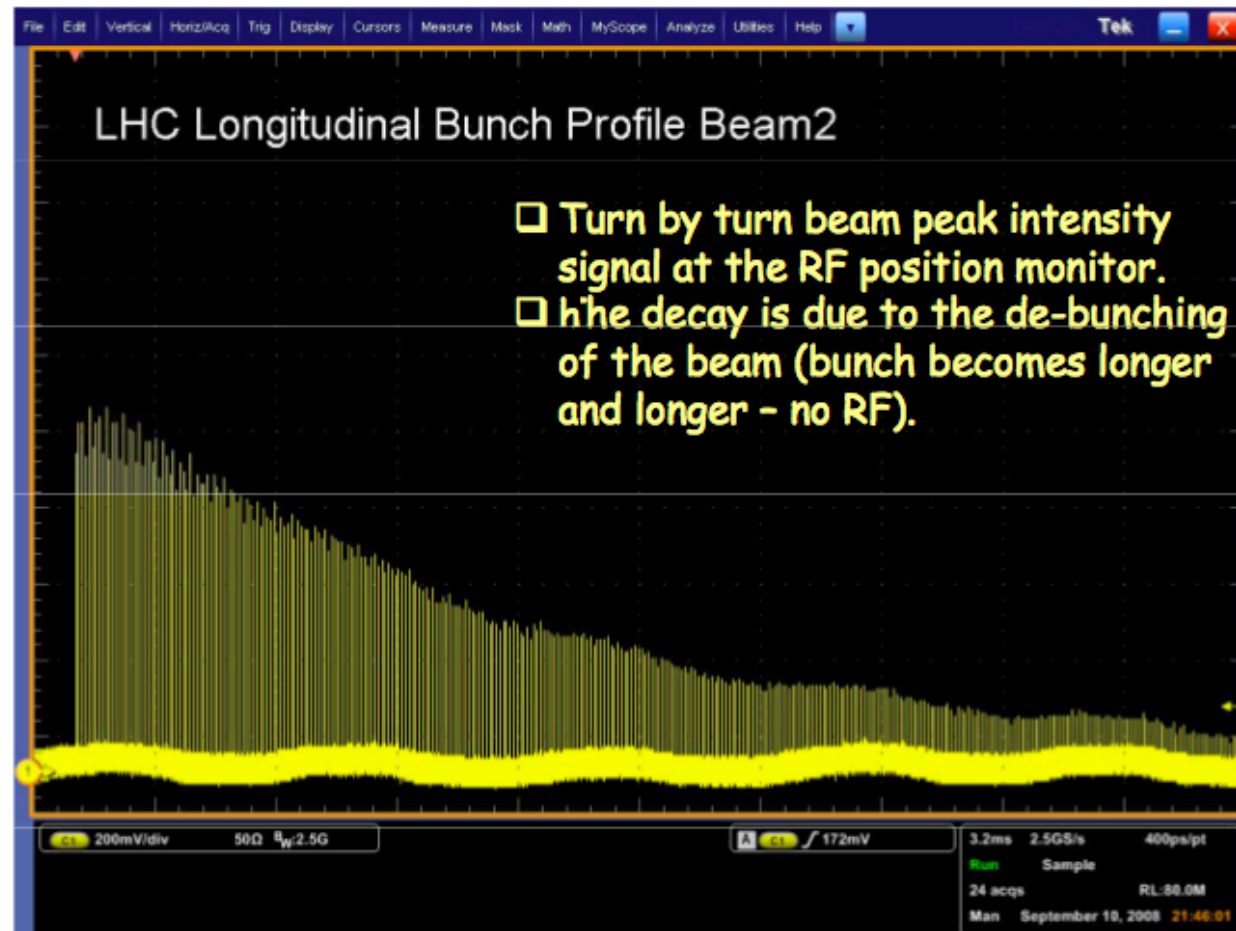 File Edit Vertical Horiz/Acq Trig Display Cursors Measure Mask Math MyScope Analyze Utilities Help Tek X
LHC Longitudinal Bunch Profile Beam2
❑ Turn by turn beam peak intensity
signal at the RF position monitor.
❑ h'he decay is due to the de-bunching
of the beam (bunch becomes longer
and longer – no RF).
1
C1 200mV/div 50Ω BW:2.5G
A C1 172mV
3.2ms 2.5GS/s 400ps/pt
Run Sample
24 acqs RL:80.0M
Man September 10, 2008 21:46:01